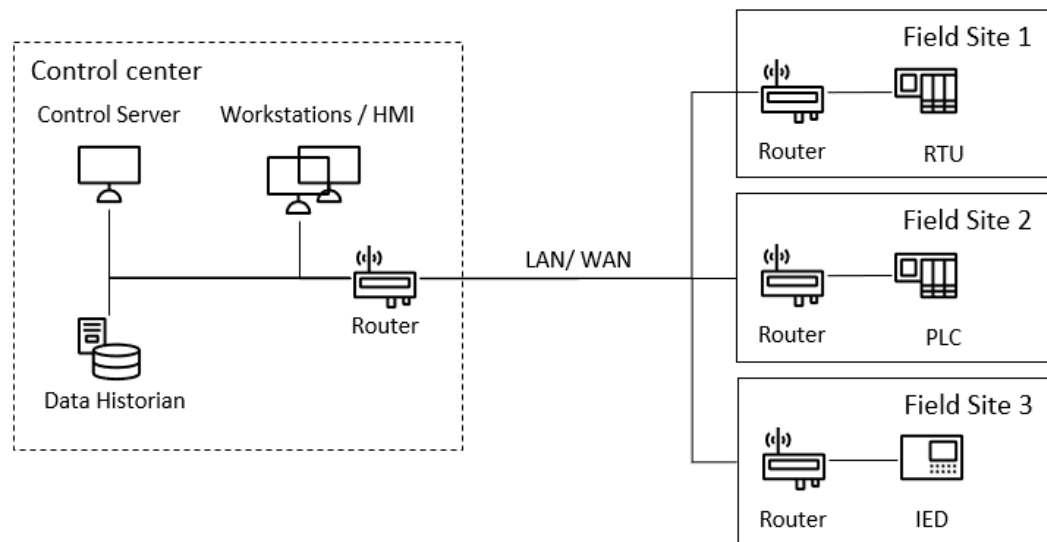 Control center
Control Server
Workstations / HMI
Router
Data Historian
LAN/ WAN
Field Site 1
Router
RTU
Field Site 2
Router
PLC
Field Site 3
Router
IED